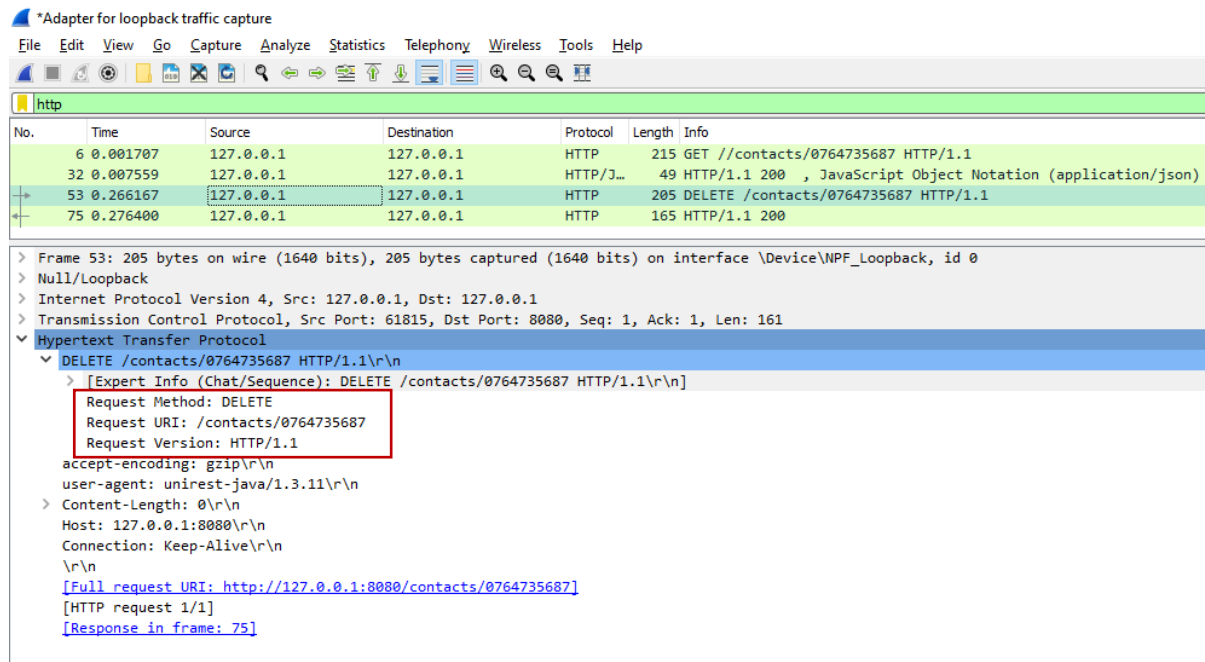 *Adapter for loopback traffic capture
File Edit View Go Capture Analyze Statistics Telephony Wireless Tools Help
http
No. Time Source Destination Protocol Length Info
6 0.001707 127.0.0.1 127.0.0.1 HTTP 215 GET //contacts/0764735687 HTTP/1.1
32 0.007559 127.0.0.1 127.0.0.1 HTTP/J… 49 HTTP/1.1 200 , JavaScript Object Notation (application/json)
53 0.266167 127.0.0.1 127.0.0.1 HTTP 205 DELETE /contacts/0764735687 HTTP/1.1
75 0.276400 127.0.0.1 127.0.0.1 HTTP 165 HTTP/1.1 200
Frame 53: 205 bytes on wire (1640 bits), 205 bytes captured (1640 bits) on interface \Device\NPF_Loopback, id 0
Null/Loopback
Internet Protocol Version 4, Src: 127.0.0.1, Dst: 127.0.0.1
Transmission Control Protocol, Src Port: 61815, Dst Port: 8080, Seq: 1, Ack: 1, Len: 161
Hypertext Transfer Protocol
DELETE /contacts/0764735687 HTTP/1.1\r\n
[Expert Info (Chat/Sequence): DELETE /contacts/0764735687 HTTP/1.1\r\n]
Request Method: DELETE
Request URI: /contacts/0764735687
Request Version: HTTP/1.1
accept-encoding: gzip\r\n
user-agent: unirest-java/1.3.11\r\n
Content-Length: 0\r\n
Host: 127.0.0.1:8080\r\n
Connection: Keep-Alive\r\n
\r\n
[Full request URI: http://127.0.0.1:8080/contacts/0764735687]
[HTTP request 1/1]
[Response in frame: 75]